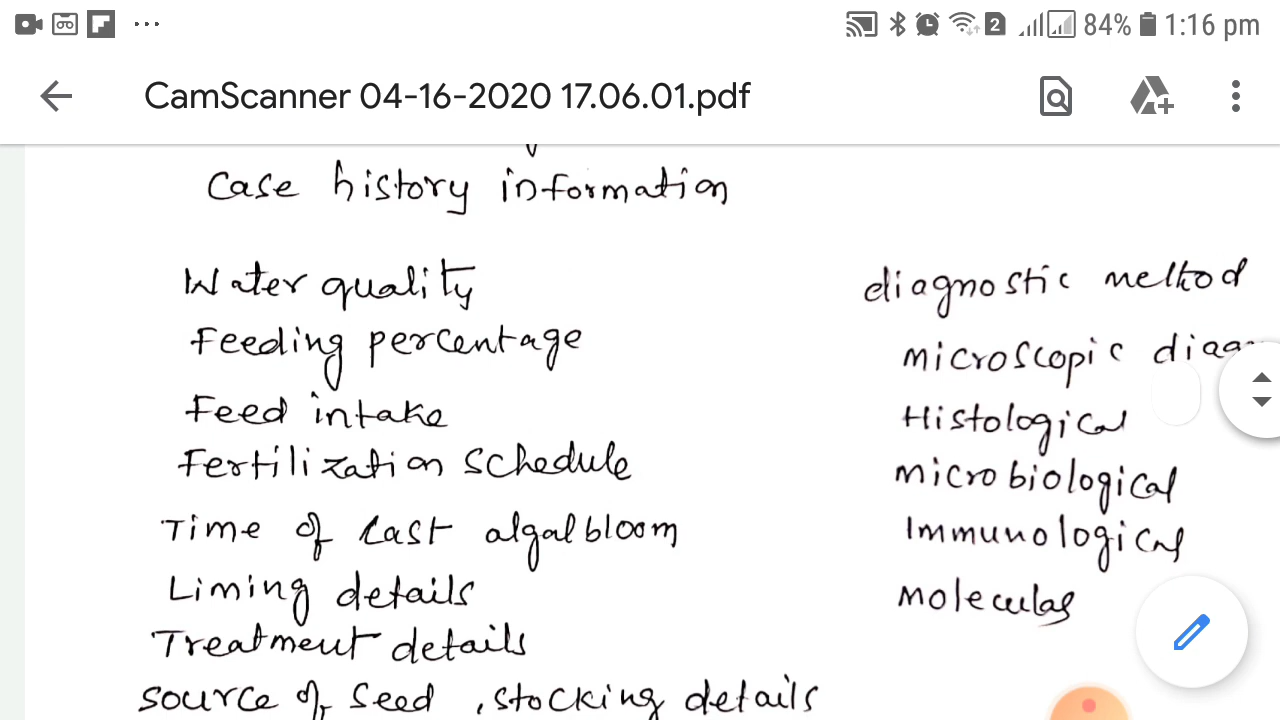 84% 1:16 pm
CamScanner 04-16-2020 17.06.01.pdf
Case history information
Water quality
Feeding percentage
Feed intake
Fertilization schedule
Time of last algal bloom
Liming details
Treatment details
source of seed, stocking details
diagnostic method
microscopic
Histological
microbiological
Immunological
molecular